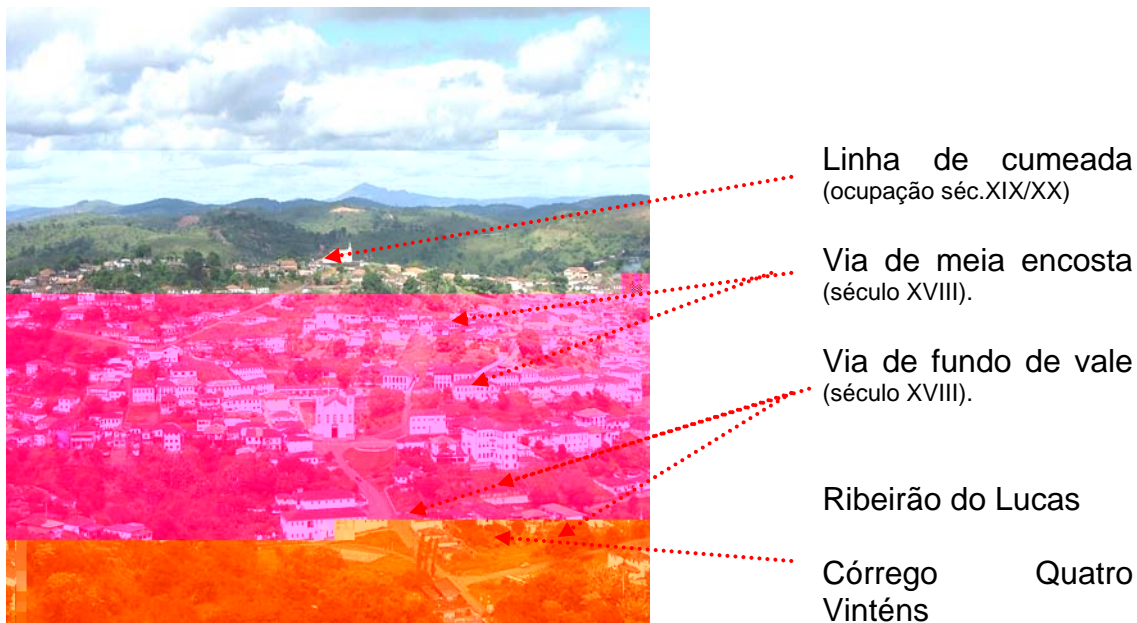 Linha de cumeada
(ocupação séc.XIX/XX)
Via de meia encosta
(século XVIII).
Via de fundo de vale
(século XVIII).
Ribeirão do Lucas
Córrego Quatro
Vinténs